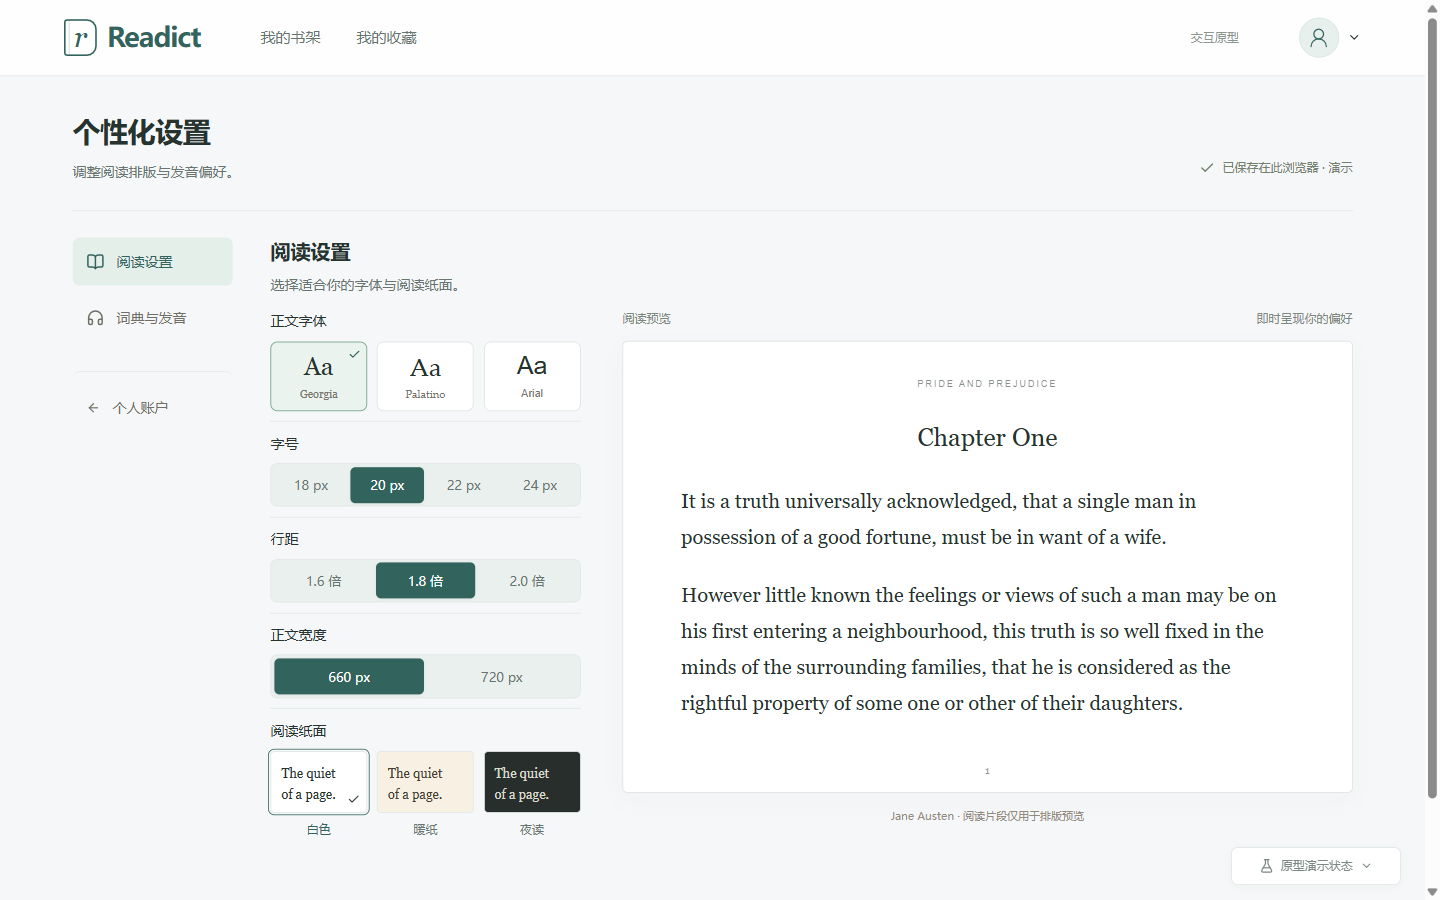 r Readict
我的书架
我的收藏
交互原型
个性化设置
调整阅读排版与发音偏好。
已保存在此浏览器 · 演示
阅读设置
词典与发音
个人账户
阅读设置
选择适合你的字体与阅读纸面。
正文字体
Aa
Georgia
Aa
Palatino
Aa
Arial
字号
18 px
20 px
22 px
24 px
行距
1.6 倍
1.8 倍
2.0 倍
正文宽度
660 px
720 px
阅读纸面
The quiet
of a page.
白色
The quiet
of a page.
暖纸
The quiet
of a page.
夜读
阅读预览
即时呈现你的偏好
PRIDE AND PREJUDICE
Chapter One
It is a truth universally acknowledged, that a single man in
possession of a good fortune, must be in want of a wife.
However little known the feelings or views of such a man may be on
his first entering a neighbourhood, this truth is so well fixed in the
minds of the surrounding families, that he is considered as the
rightful property of some one or other of their daughters.
1
Jane Austen · 阅读片段仅用于排版预览
原型演示状态